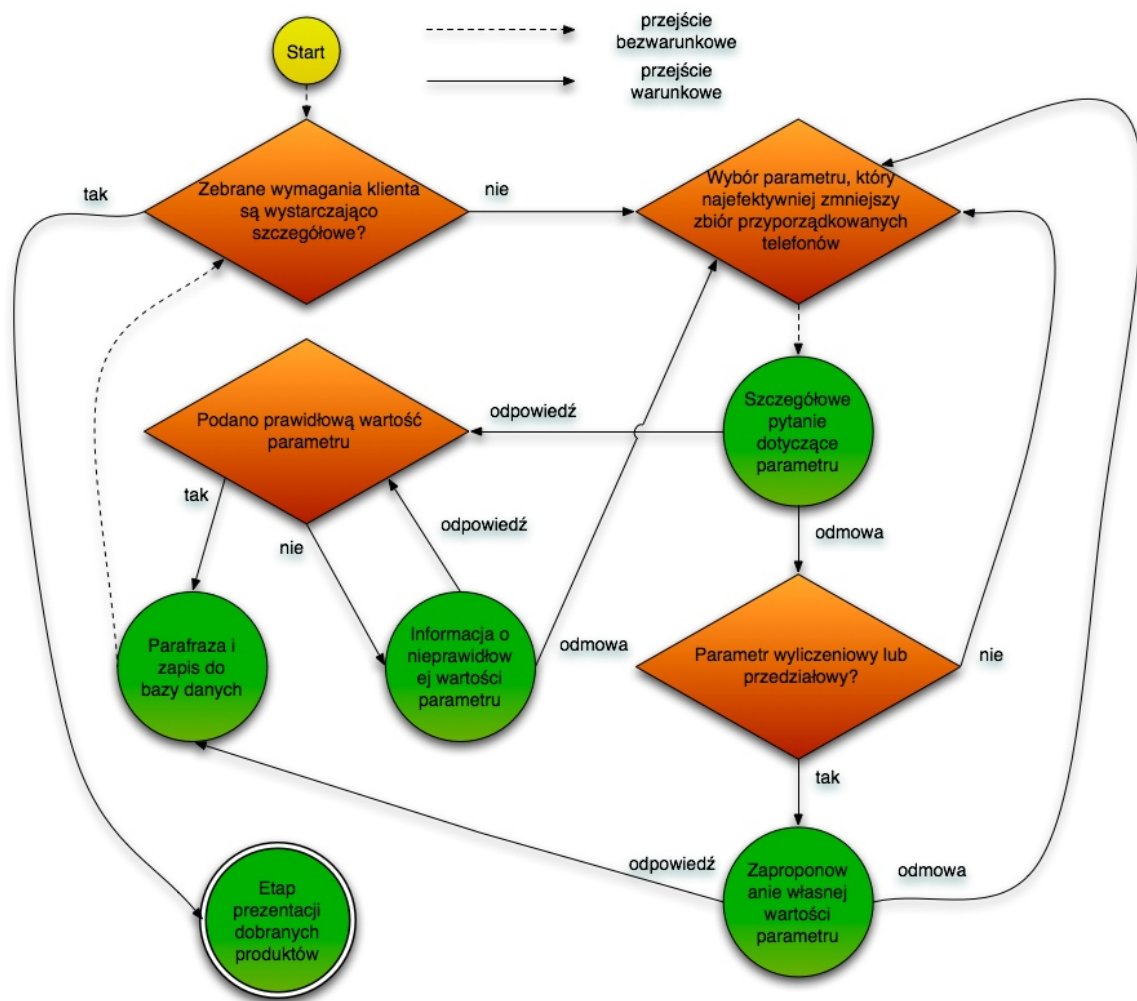 Start
przejście
bezwarunkowe
przejście
warunkowe
tak
Zebrane wymagania klienta
są wystarczająco
szczegółowe?
nie
Wybór parametru, który
najefektywniej zmniejszy
zbiór przyporządkowanych
telefonów
Podano prawidłową wartość
parametru
odpowiedź
Szczegółowe
pytanie
dotyczące
parametru
tak
nie
odpowiedź
odmowa
Parafraza i
zapis do
bazy danych
Informacja o
nieprawidłow
ej wartości
parametru
odmowa
Parametr wyliczeniowy lub
przedziałowy?
nie
tak
Etap
prezentacji
dobranych
produktów
odpowiedź
Zaproponow
anie własnej
wartości
parametru
odmowa